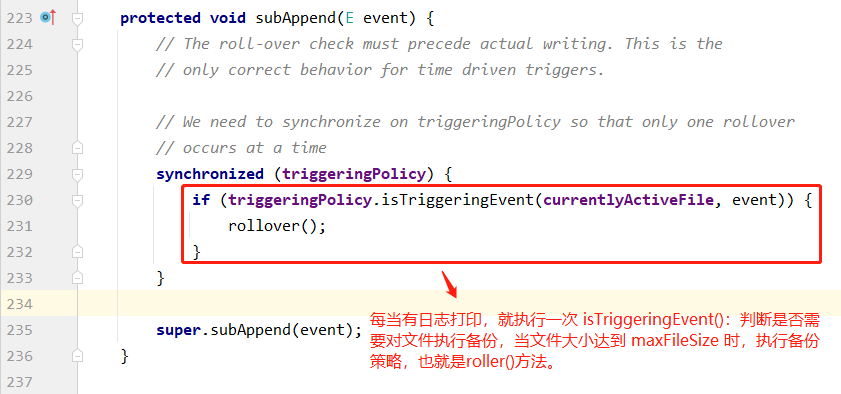 223 protected void subAppend(E event) {
224 // The roll-over check must precede actual writing. This is the
225 // only correct behavior for time driven triggers.
226
227 // We need to synchronize on triggeringPolicy so that only one rollover
228 // occurs at a time
229 synchronized (triggeringPolicy) {
230 if (triggeringPolicy.isTriggeringEvent(currentlyActiveFile, event)) {
231 rollover();
232 }
233 }
234
235 super.subAppend(event);
236 }
237
每当有日志打印，就执行一次 isTriggeringEvent()：判断是否需
要对文件执行备份，当文件大小达到 maxFileSize 时，执行备份
策略，也就是roller()方法。